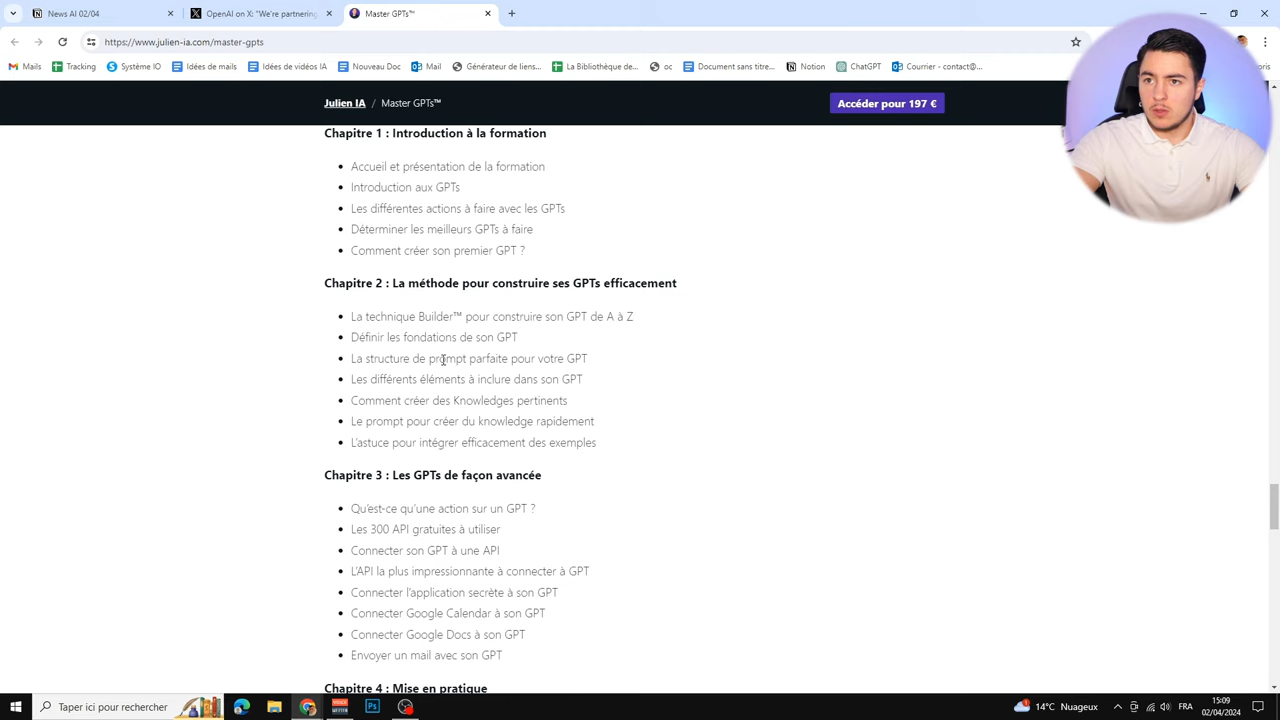 News AI 02/04
OpenAI on X: "We're partnering
Master GPTs™
https://www.julien-ia.com/master-gpts
Mails
Tracking
Système IO
Idées de mails
Idées de vidéos IA
Nouveau Doc
Mail
Générateur de liens...
La Bibliothèque de...
oc
Document sans titre...
Notion
ChatGPT
Courrier - contact@...
oris
Julien IA / Master GPTs™
Accéder pour 197 €
Chapitre 1 : Introduction à la formation
• Accueil et présentation de la formation
• Introduction aux GPTs
• Les différentes actions à faire avec les GPTs
• Déterminer les meilleurs GPTs à faire
• Comment créer son premier GPT ?
Chapitre 2 : La méthode pour construire ses GPTs efficacement
• La technique Builder™ pour construire son GPT de A à Z
• Définir les fondations de son GPT
• La structure de prompt parfaite pour votre GPT
• Les différents éléments à inclure dans son GPT
• Comment créer des Knowledges pertinents
• Le prompt pour créer du knowledge rapidement
• L'astuce pour intégrer efficacement des exemples
Chapitre 3 : Les GPTs de façon avancée
• Qu'est-ce qu'une action sur un GPT ?
• Les 300 API gratuites à utiliser
• Connecter son GPT à une API
• L'API la plus impressionnante à connecter à GPT
• Connecter l'application secrète à son GPT
• Connecter Google Calendar à son GPT
• Connecter Google Docs à son GPT
• Envoyer un mail avec son GPT
Chapitre 4 : Mise en pratique
Taper ici pour rechercher
14°C Nuageux
FRA
15:09
02/04/2024